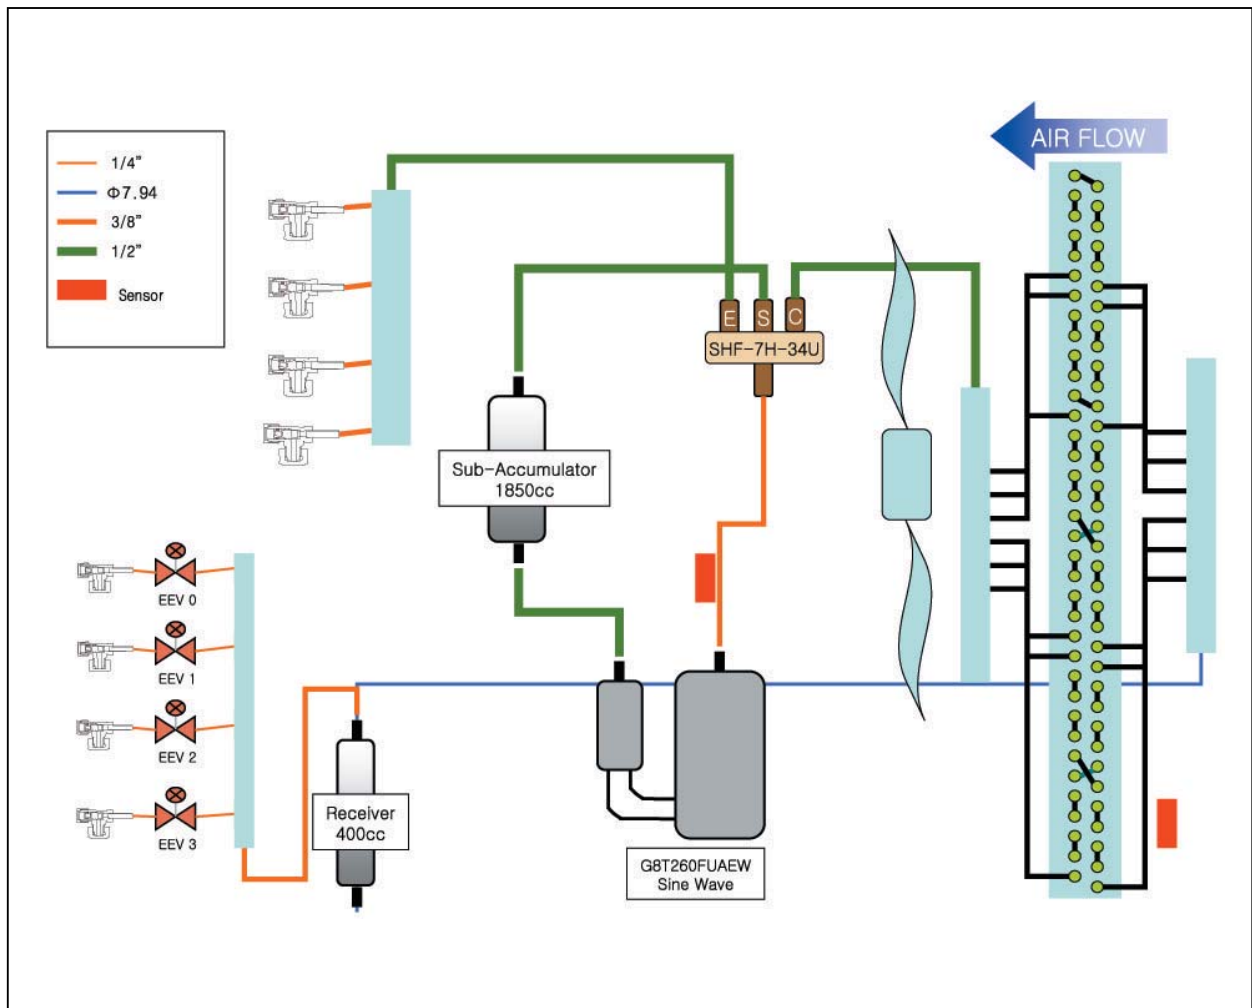 AIR FLOW
1/4"
Φ7.94
3/8"
1/2"
Sensor
E S C
SHF-7H-34U
Sub-Accumulator
1850cc
EEV 0
EEV 1
EEV 2
EEV 3
Receiver
400cc
G8T260FUAEW
Sine Wave